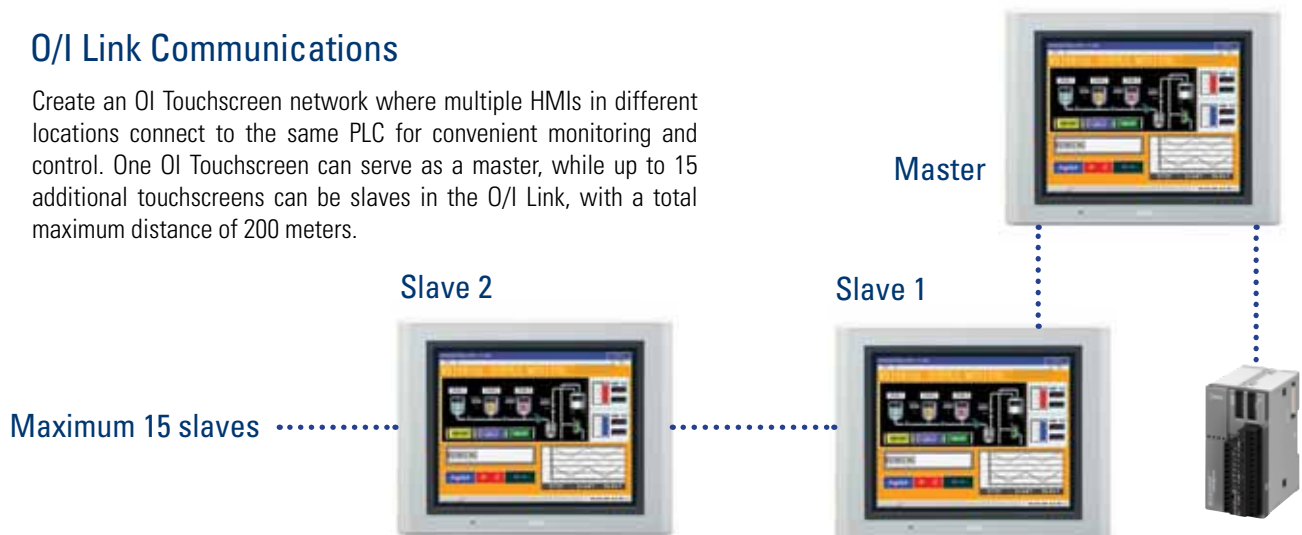 O/I Link Communications
Create an OI Touchscreen network where multiple HMIs in different
locations connect to the same PLC for convenient monitoring and
control. One OI Touchscreen can serve as a master, while up to 15
additional touchscreens can be slaves in the O/I Link, with a total
maximum distance of 200 meters.
Master
Slave 2
Slave 1
Maximum 15 slaves